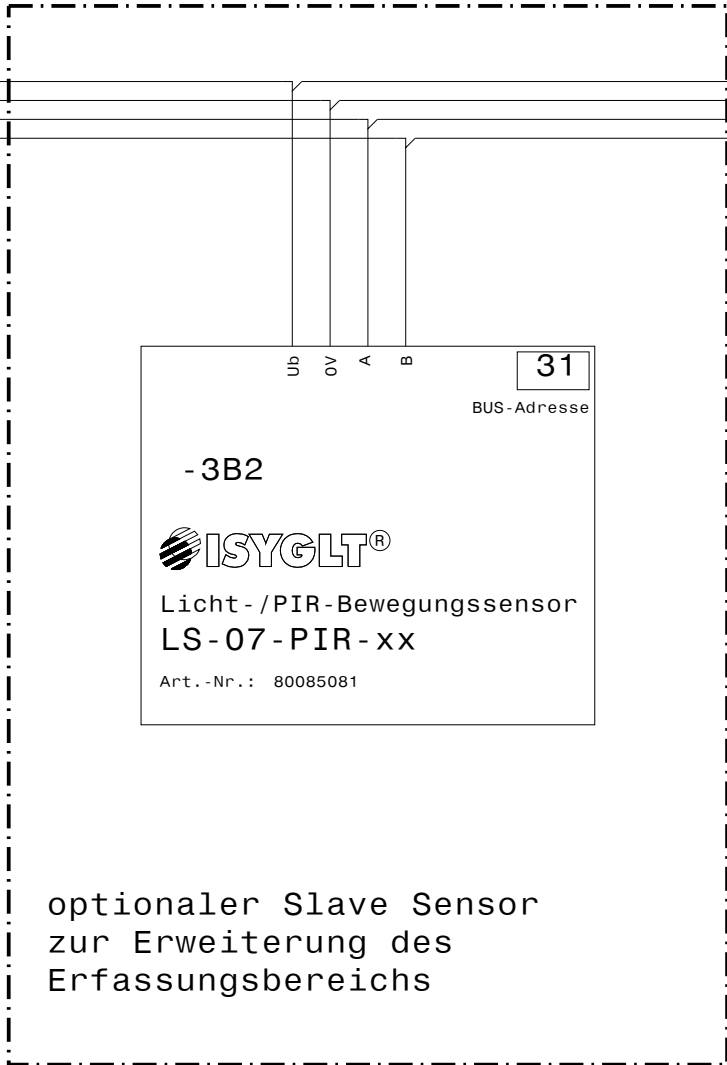 Ub 0V A B
31
BUS-Adresse
-3B2
ISYGLT®
Licht-/PIR-Bewegungssensor
LS-07-PIR-xx
Art.-Nr.: 80085081
optionaler Slave Sensor
zur Erweiterung des
Erfassungsbereichs